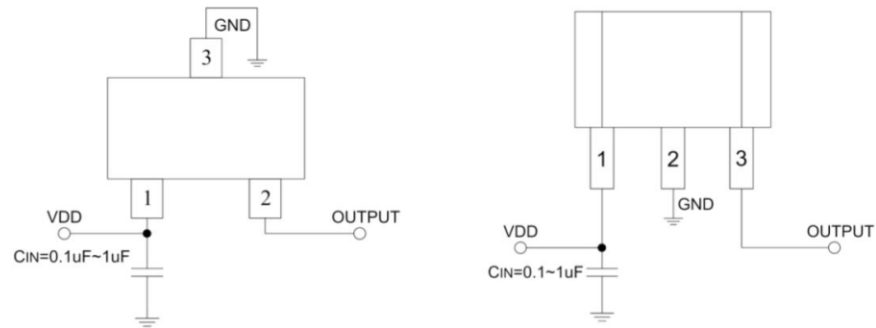 GND
3
1
2
VDD
OUTPUT
CIN=0.1uF~1uF
1
2
3
GND
VDD
OUTPUT
CIN=0.1~1uF